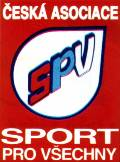 ČESKÁ ASOCIACE
SPV
SPORT
PRO VŠECHNY